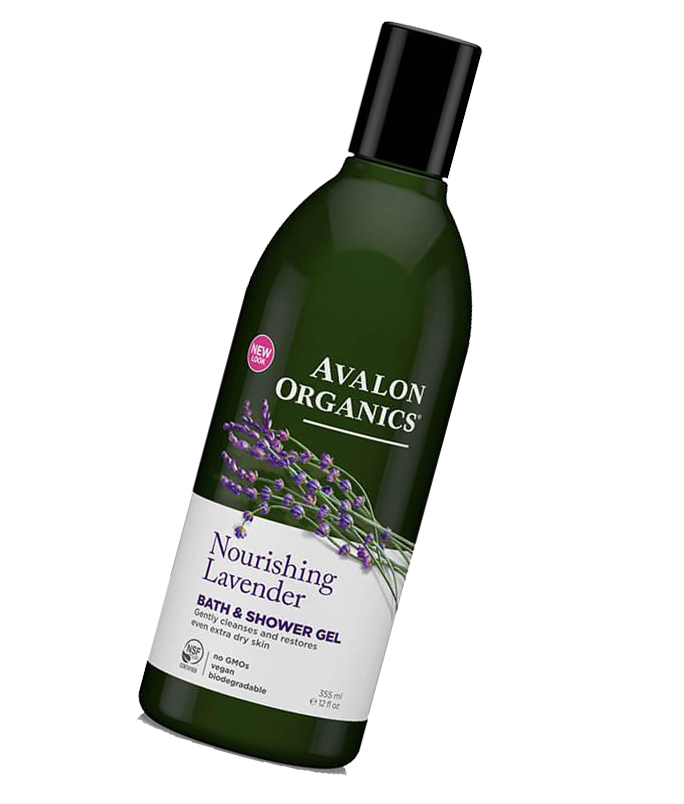 NEW
LOOK
AVALON
ORGANICS®
Nourishing
Lavender
BATH & SHOWER GEL
Gently cleanses and restores
even extra dry skin
NSF
CERTIFIED
no GMOs
vegan
biodegradable
355 ml
℮ 12 fl oz